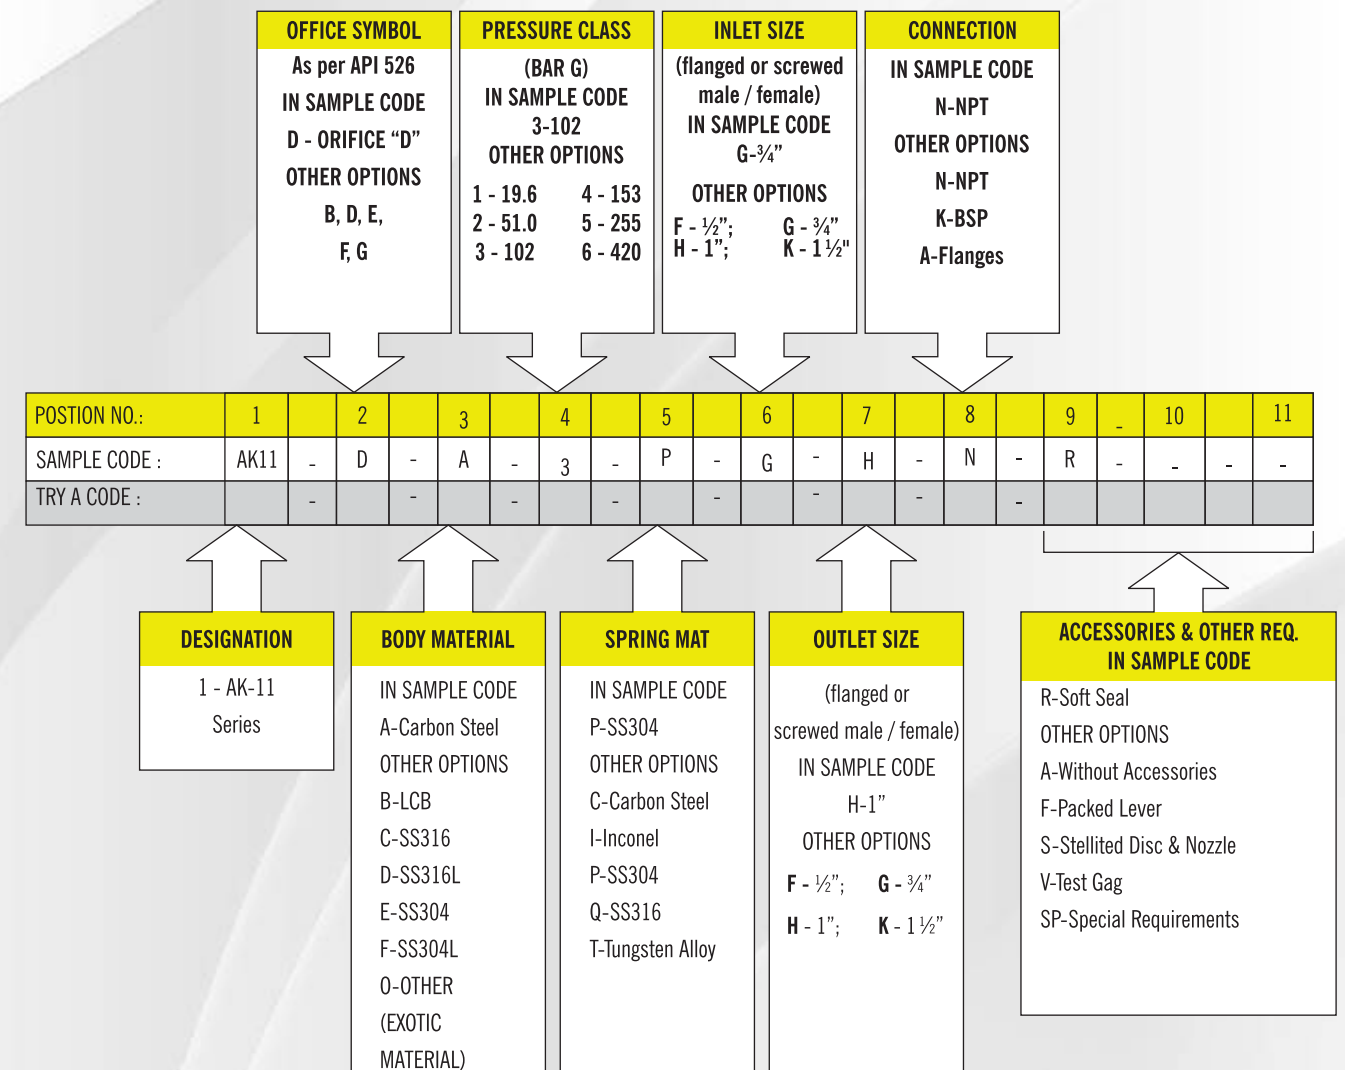 OFFICE SYMBOL
As per API 526
IN SAMPLE CODE
D - ORIFICE “D”
OTHER OPTIONS
B, D, E,
F, G
PRESSURE CLASS
(BAR G)
IN SAMPLE CODE
3-102
OTHER OPTIONS
1 - 19.6 4 - 153
2 - 51.0 5 - 255
3 - 102 6 - 420
INLET SIZE
(flanged or screwed
male / female)
IN SAMPLE CODE
G-¾”
OTHER OPTIONS
F - ½”; G - ¾”
H - 1”; K - 1 ½"
CONNECTION
IN SAMPLE CODE
N-NPT
OTHER OPTIONS
N-NPT
K-BSP
A-Flanges
POSTION NO.: 1 2 3 4 5 6 7 8 9 - 10 11
SAMPLE CODE : AK11 - D - A - 3 - P - G - H - N - R - - - -
TRY A CODE : - - - - - - - -
DESIGNATION
1 - AK-11
Series
BODY MATERIAL
IN SAMPLE CODE
A-Carbon Steel
OTHER OPTIONS
B-LCB
C-SS316
D-SS316L
E-SS304
F-SS304L
O-OTHER
(EXOTIC
MATERIAL)
SPRING MAT
IN SAMPLE CODE
P-SS304
OTHER OPTIONS
C-Carbon Steel
I-Inconel
P-SS304
Q-SS316
T-Tungsten Alloy
OUTLET SIZE
(flanged or
screwed male / female)
IN SAMPLE CODE
H-1”
OTHER OPTIONS
F - ½”; G - ¾”
H - 1”; K - 1 ½”
ACCESSORIES & OTHER REQ.
IN SAMPLE CODE
R-Soft Seal
OTHER OPTIONS
A-Without Accessories
F-Packed Lever
S-Stellited Disc & Nozzle
V-Test Gag
SP-Special Requirements